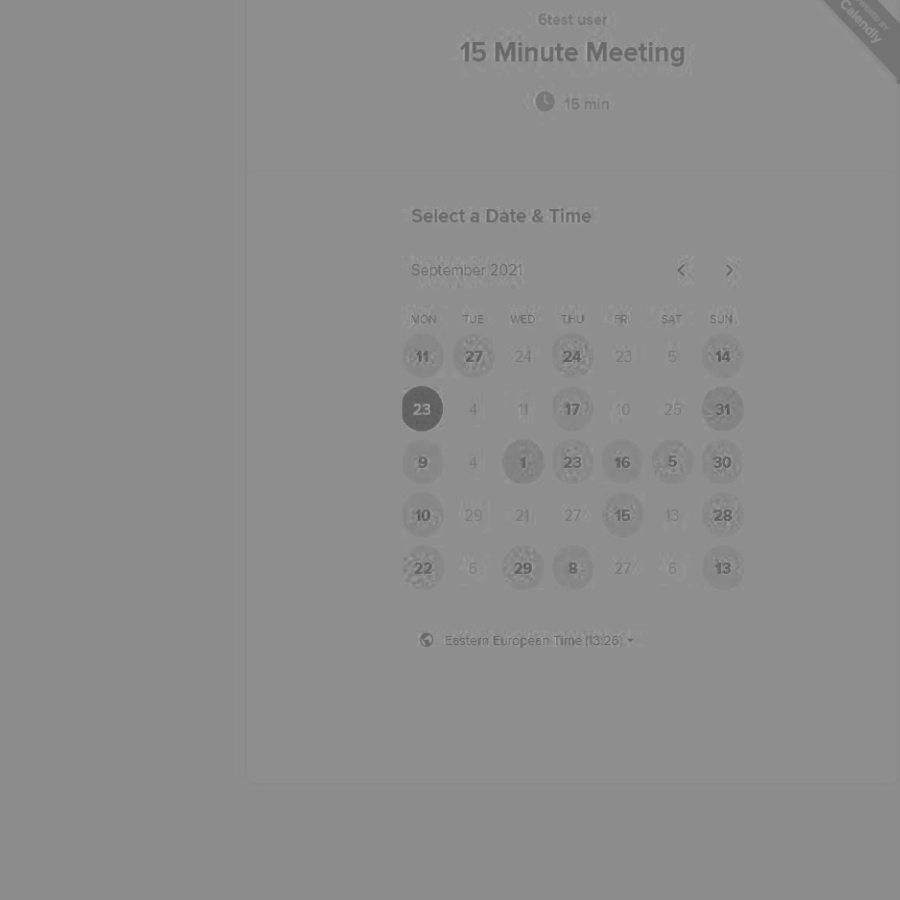 6test user
15 Minute Meeting
15 min
Calendly
Select a Date & Time
September 2021
MON TUE WED THU FRI SAT SUN
11 27 24 24 23 5 14
23 4 11 17 10 25 31
9 4 1 23 16 5 30
10 29 21 27 15 13 28
22 6 29 8 27 6 13
Eastern European Time (13:26)